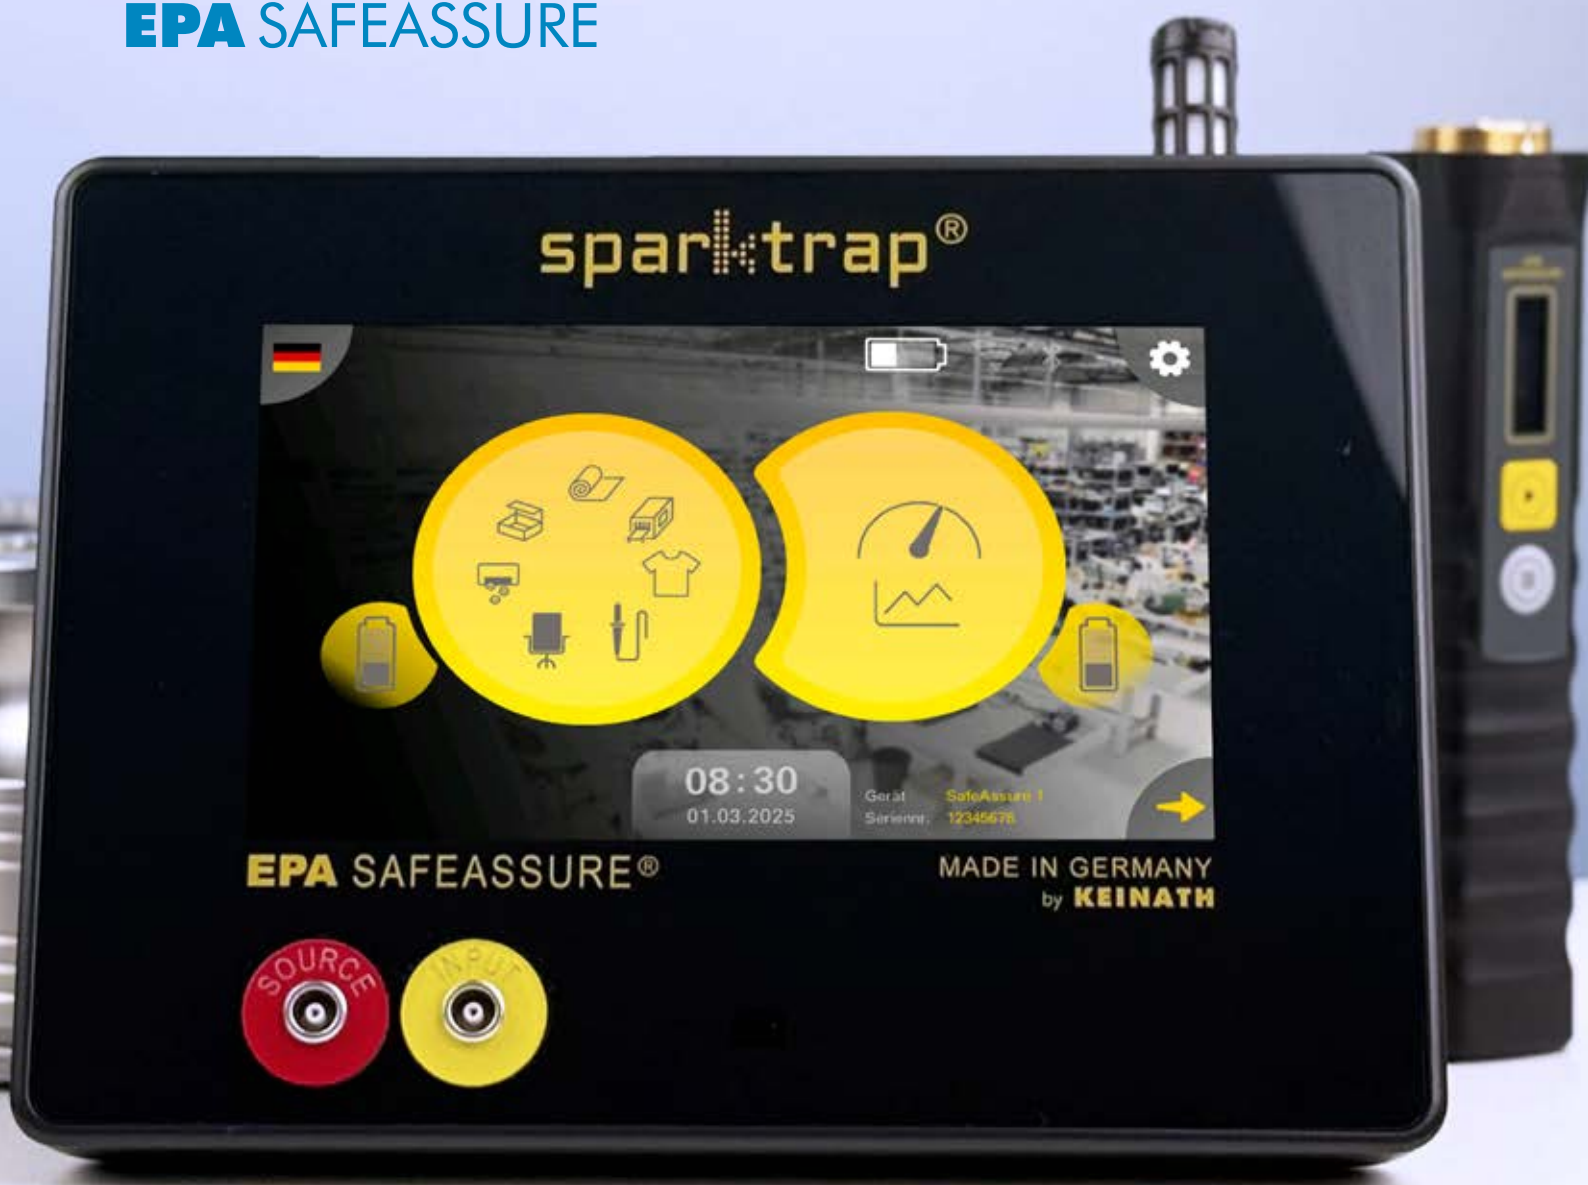 EPA SAFEASSURE
sparktrap®
08:30
01.03.2025
Gerät SafeAssure 1
Seriennr. 12345678
EPA SAFEASSURE®
MADE IN GERMANY
by KEINATH
SOURCE
INPUT